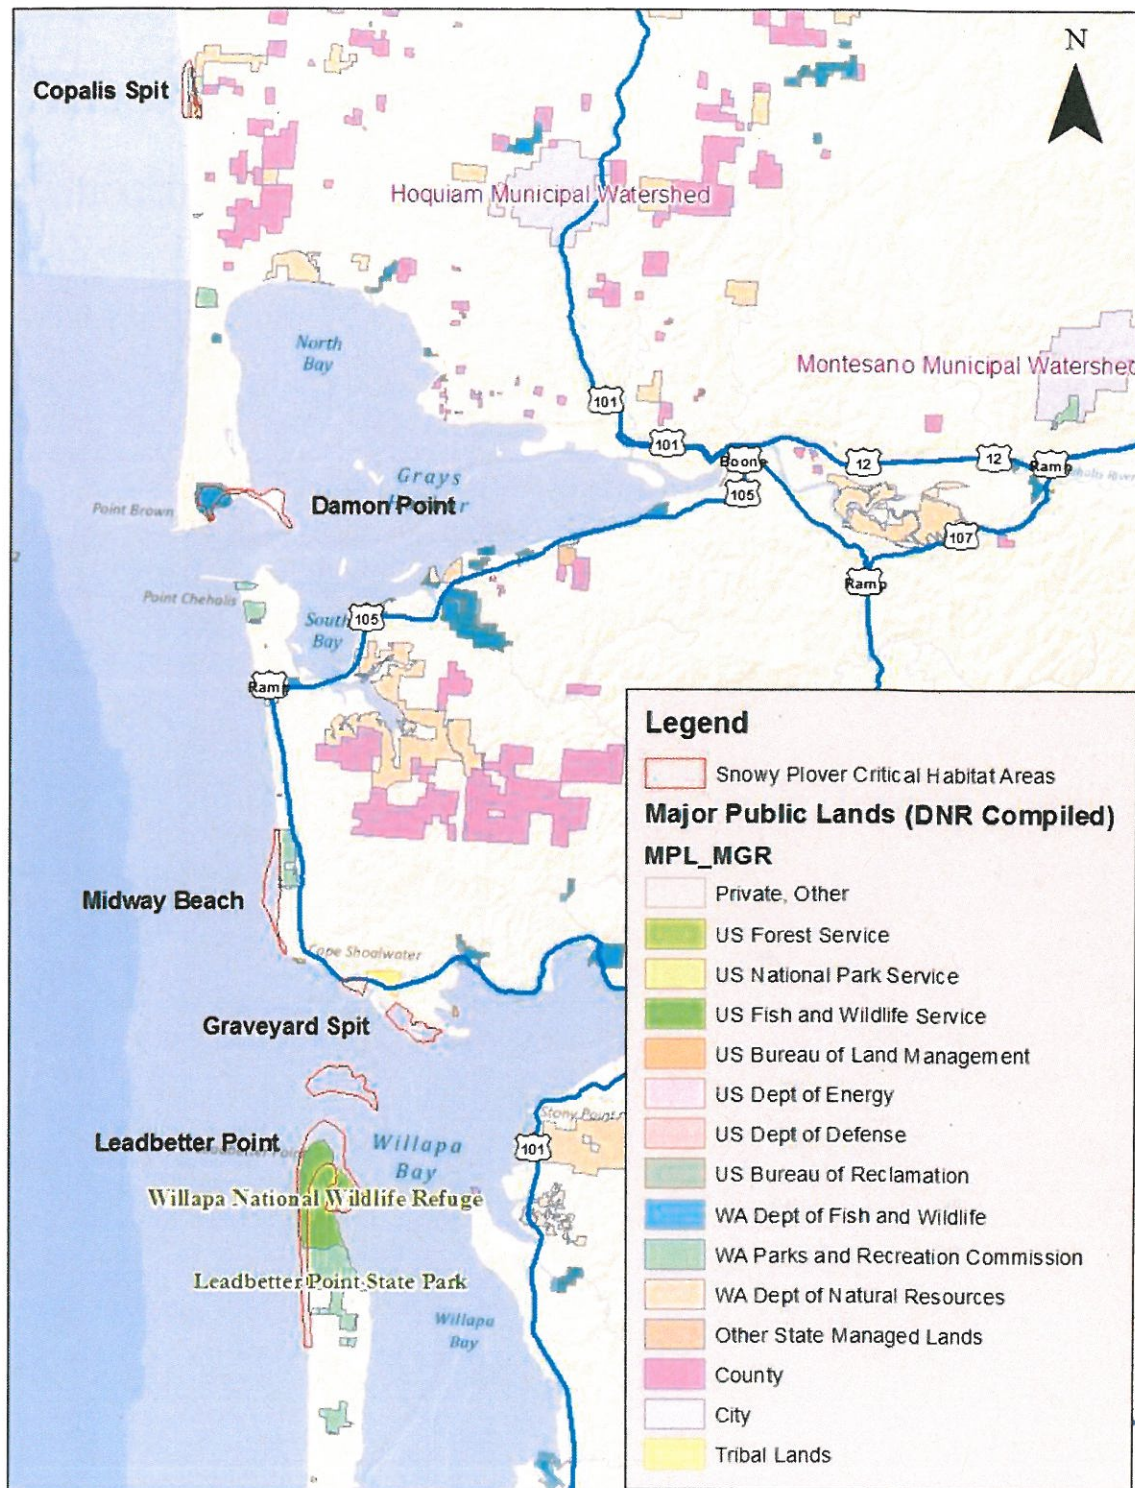 N
Copalis Spit
Hoquiam Municipal Watershed
North
Bay
Montesano Municipal Watershed
101
101
Boone
12
12
Ramp
Grays
Damon Point
105
Point Brown
107
Ramp
Point Chehalis
South
Bay
105
Ramp
Midway Beach
Cape Shoalwater
Graveyard Spit
Leadbetter Point
Willapa
Bay
Stony Point
101
Willapa National Wildlife Refuge
Leadbetter Point State Park
Willapa
Bay
Legend
Snowy Plover Critical Habitat Areas
Major Public Lands (DNR Compiled)
MPL_MGR
Private, Other
US Forest Service
US National Park Service
US Fish and Wildlife Service
US Bureau of Land Management
US Dept of Energy
US Dept of Defense
US Bureau of Reclamation
WA Dept of Fish and Wildlife
WA Parks and Recreation Commission
WA Dept of Natural Resources
Other State Managed Lands
County
City
Tribal Lands